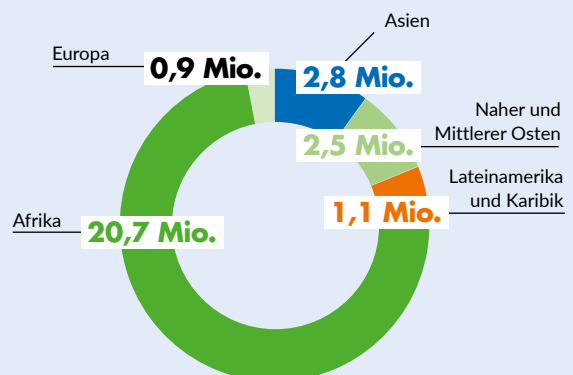 Asien
Europa
0,9 Mio.
2,8 Mio.
Naher und
Mittlerer Osten
2,5 Mio.
Lateinamerika
und Karibik
1,1 Mio.
Afrika
20,7 Mio.